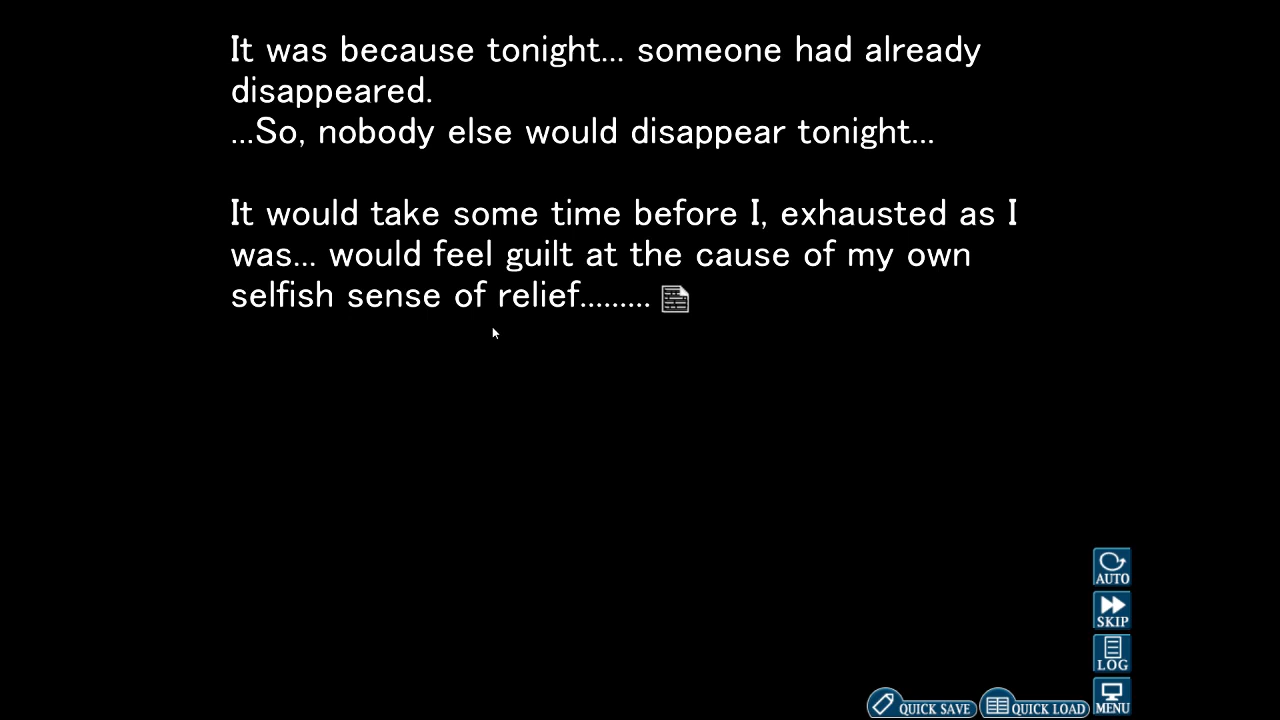 It was because tonight... someone had already
disappeared.
...So, nobody else would disappear tonight...
It would take some time before I, exhausted as I
was... would feel guilt at the cause of my own
selfish sense of relief.........
AUTO
SKIP
LOG
QUICK SAVE
QUICK LOAD
MENU